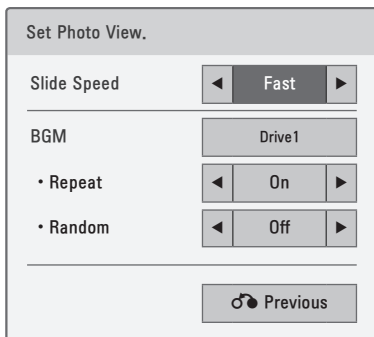 Set Photo View.
Slide Speed ◀ Fast ▶
BGM Drive1
• Repeat ◀ On ▶
• Random ◀ Off ▶
Previous